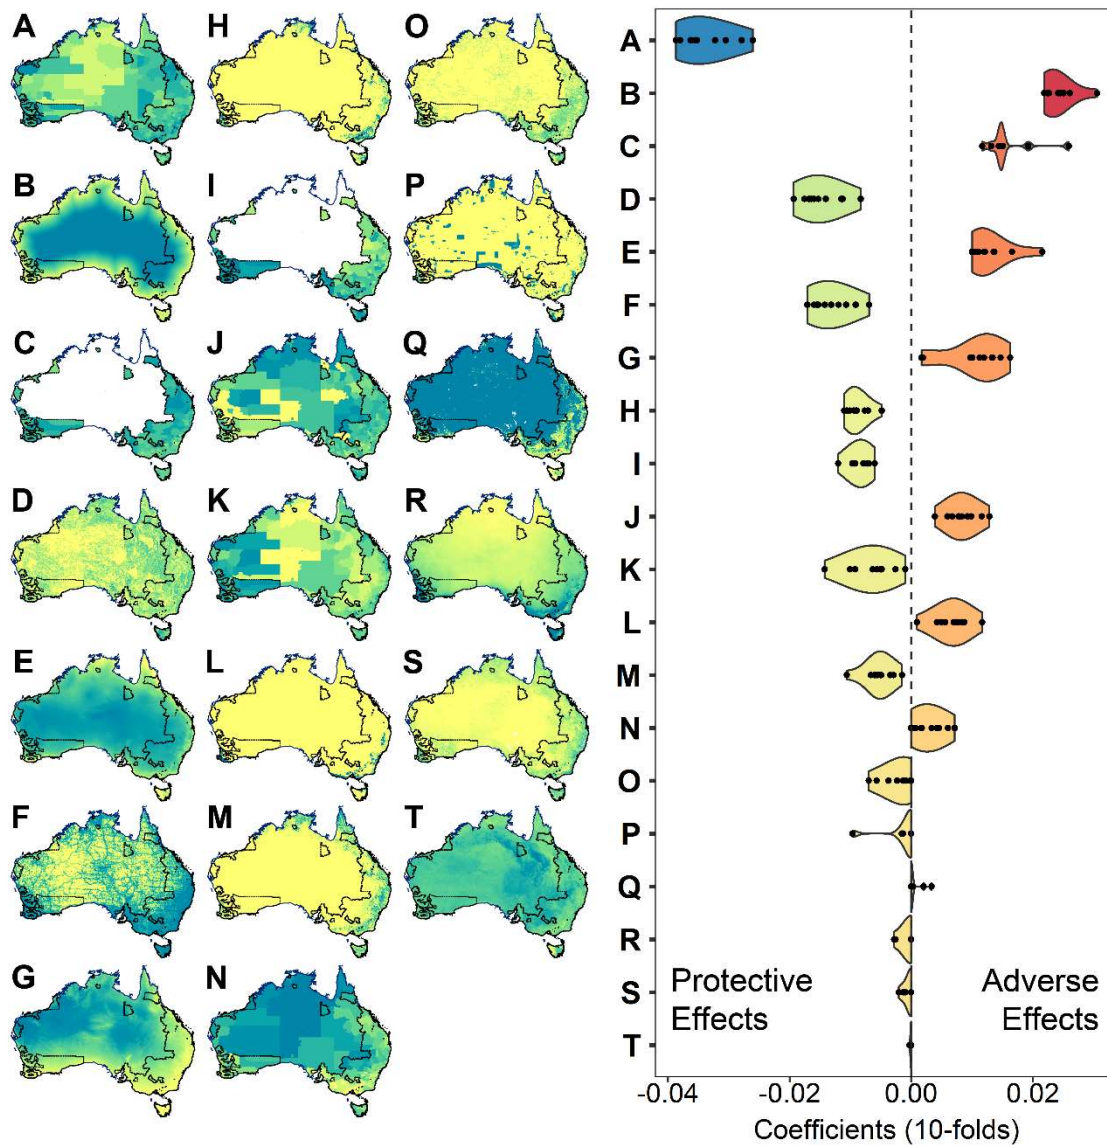 A H O
B I P
C J Q
D K R
E L S
F M T
G N
A
B
C
D
E
F
G
H
I
J
K
L
M
N
O
P
Q
R
S
T
Protective
Effects
Adverse
Effects
-0.04 -0.02 0.00 0.02
Coefficients (10-folds)